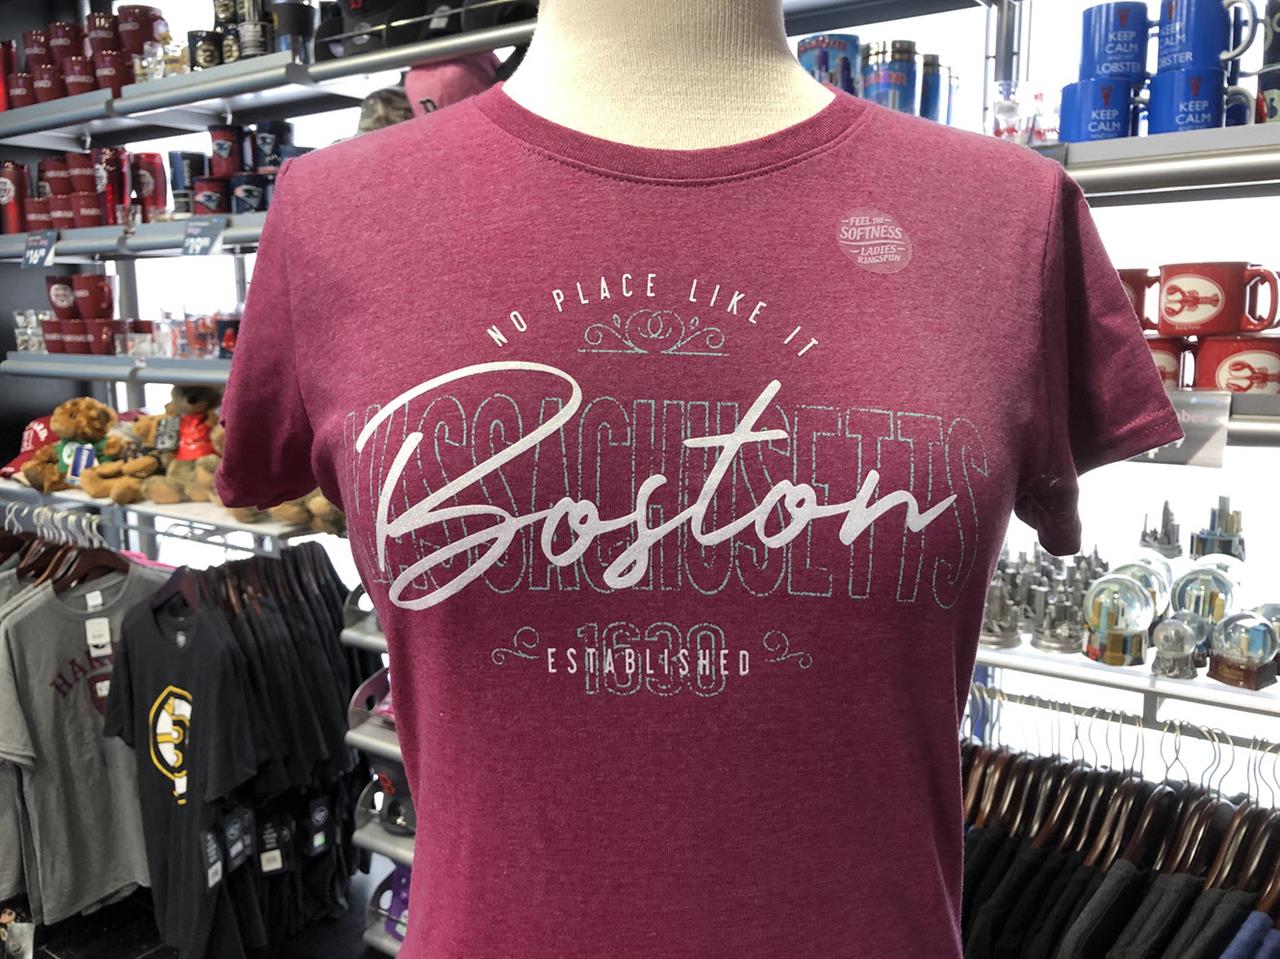 NO PLACE LIKE IT
MASSACHUSETTS
Boston
1630
ESTABLISHED
FEEL THE
SOFTNESS
LADIES
RINGSPUN
KEEP
CALM
LOBSTER
KEEP
CALM
KEEP
CALM
HARVARD